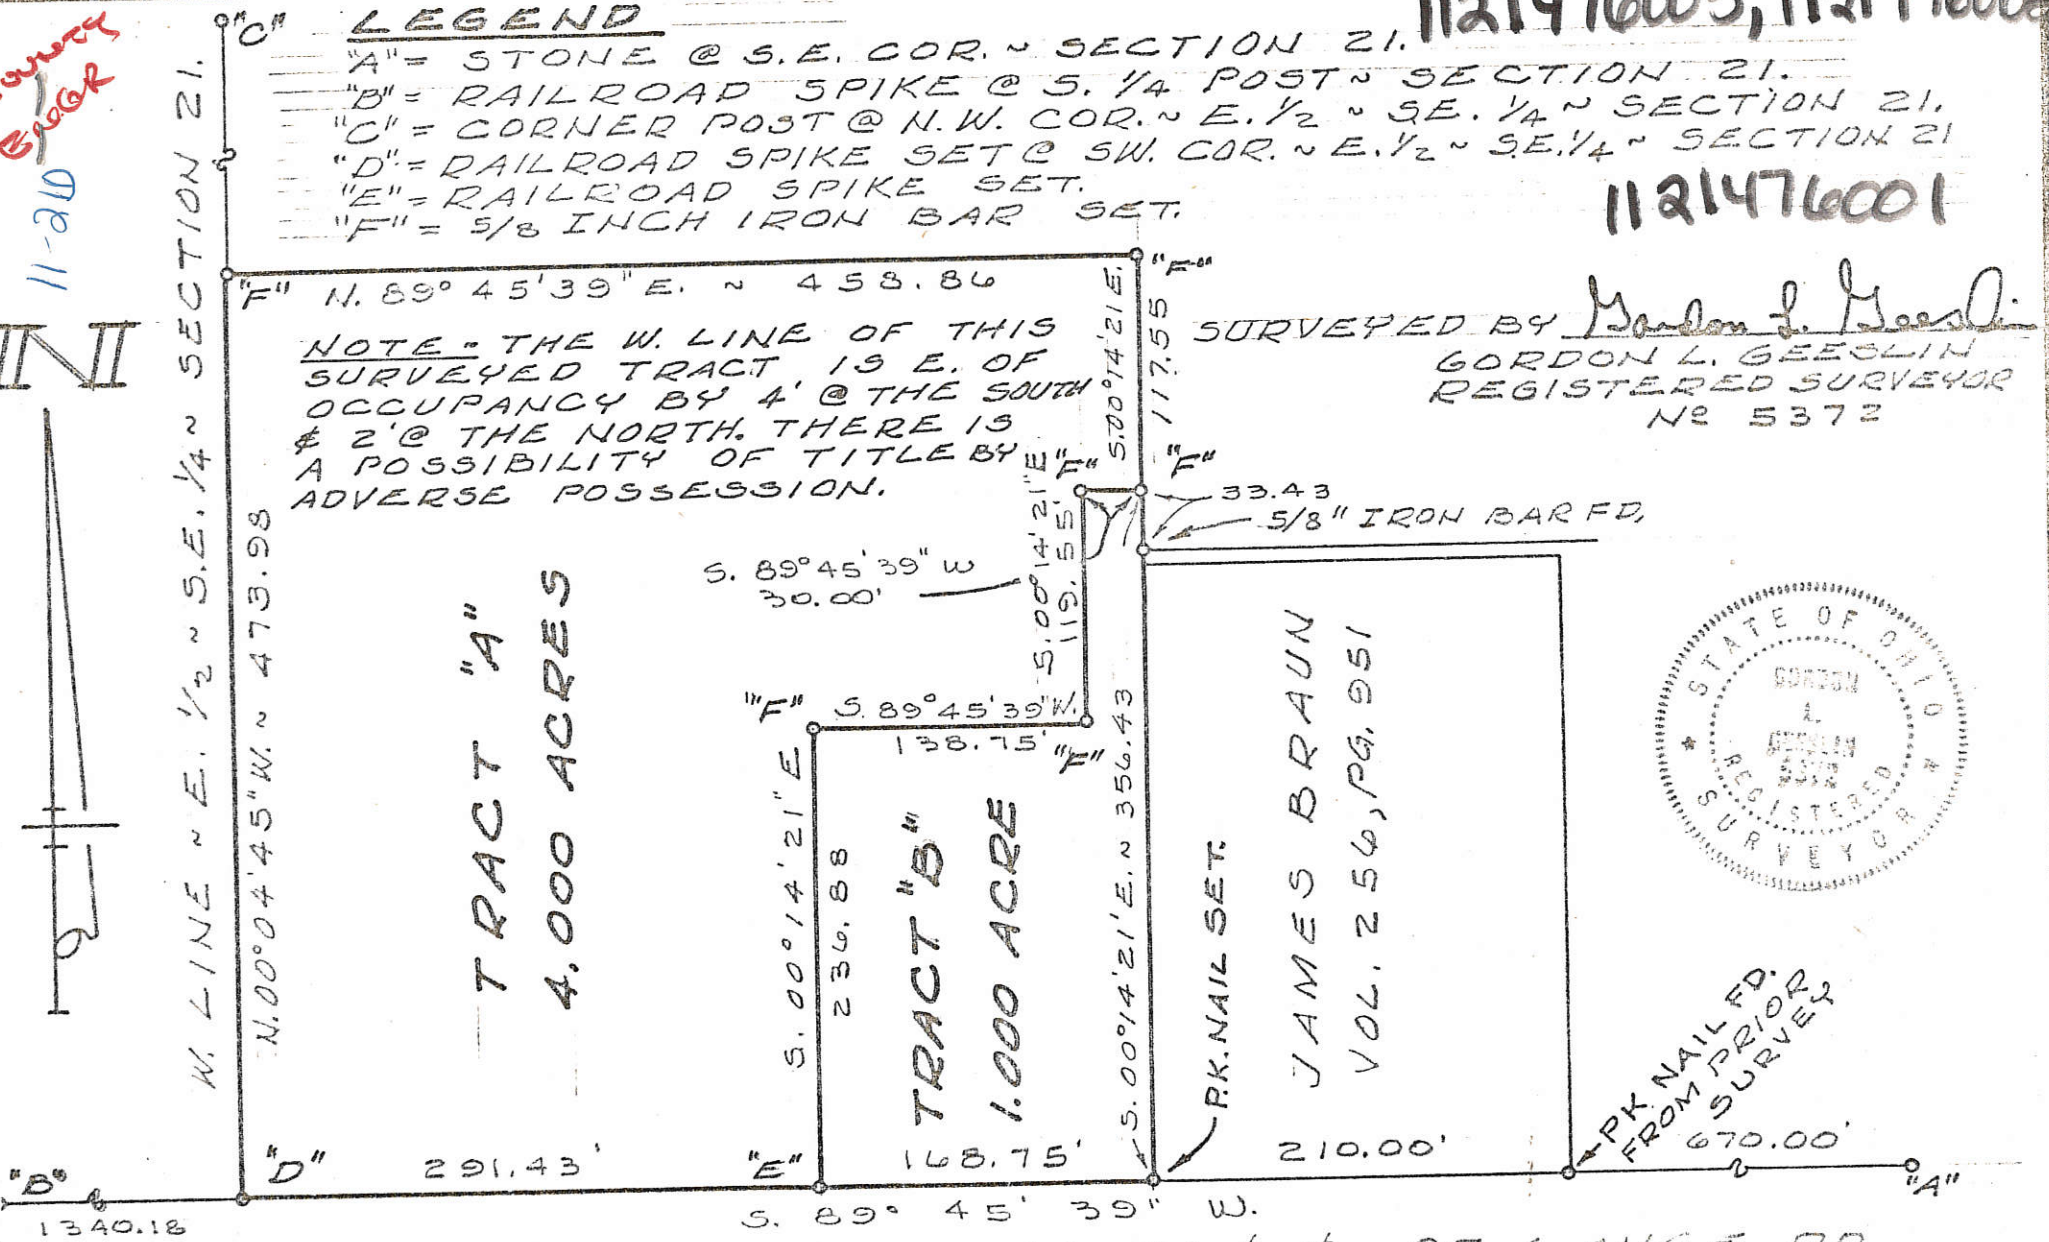 LEGEND
"A" = STONE @ S.E. COR. ~ SECTION 21.
"B" = RAILROAD SPIKE @ S. 1/4 POST ~ SECTION 21.
"C" = CORNER POST @ N.W. COR. ~ E. 1/2 ~ SE. 1/4 ~ SECTION 21.
"D" = RAILROAD SPIKE SET @ SW. COR. ~ E. 1/2 ~ S.E. 1/4 ~ SECTION 21
"E" = RAILROAD SPIKE SET.
"F" = 5/8 INCH IRON BAR SET.
1121476001
11-21D
"C"
"F"
N. 89° 45' 39" E. ~ 458.86
"F"
NOTE - THE W. LINE OF THIS
SURVEYED TRACT IS E. OF
OCCUPANCY BY 4' @ THE SOUTH
& 2' @ THE NORTH. THERE IS
A POSSIBILITY OF TITLE BY
ADVERSE POSSESSION.
SURVEYED BY Gordon L. Geeslin
GORDON L. GEESLIN
REGISTERED SURVEYOR
No 5372
N
W. LINE ~ E. 1/2 ~ S.E. 1/4 ~ SECTION 21.
N. 00° 04' 45" W. ~ 473.98
S. 00° 14' 21 E.
117.55
"F"
"F"
33.43
5/8" IRON BAR FD.
S. 89° 45' 39" W
30.00'
S. 00° 14' 21" E
119.55'
"F"
S. 89° 45' 39" W.
138.75'
"F"
TRACT "A"
4.000 ACRES
S. 00° 14' 21" E
236.88
TRACT "B"
1.000 ACRE
S. 00° 14' 21' E. ~ 356.43
P.K. NAIL SET.
JAMES BRAUN
VOL. 256, PG. 951
STATE OF OHIO
GORDON
L.
GEESLIN
5372
REGISTERED
SURVEYOR
P.K. NAIL FD.
FROM PRIOR
SURVEY
"B"
1340.18
"D"
291.43'
"E"
168.75'
210.00'
670.00'
"A"
S. 89° 45' 39" W.